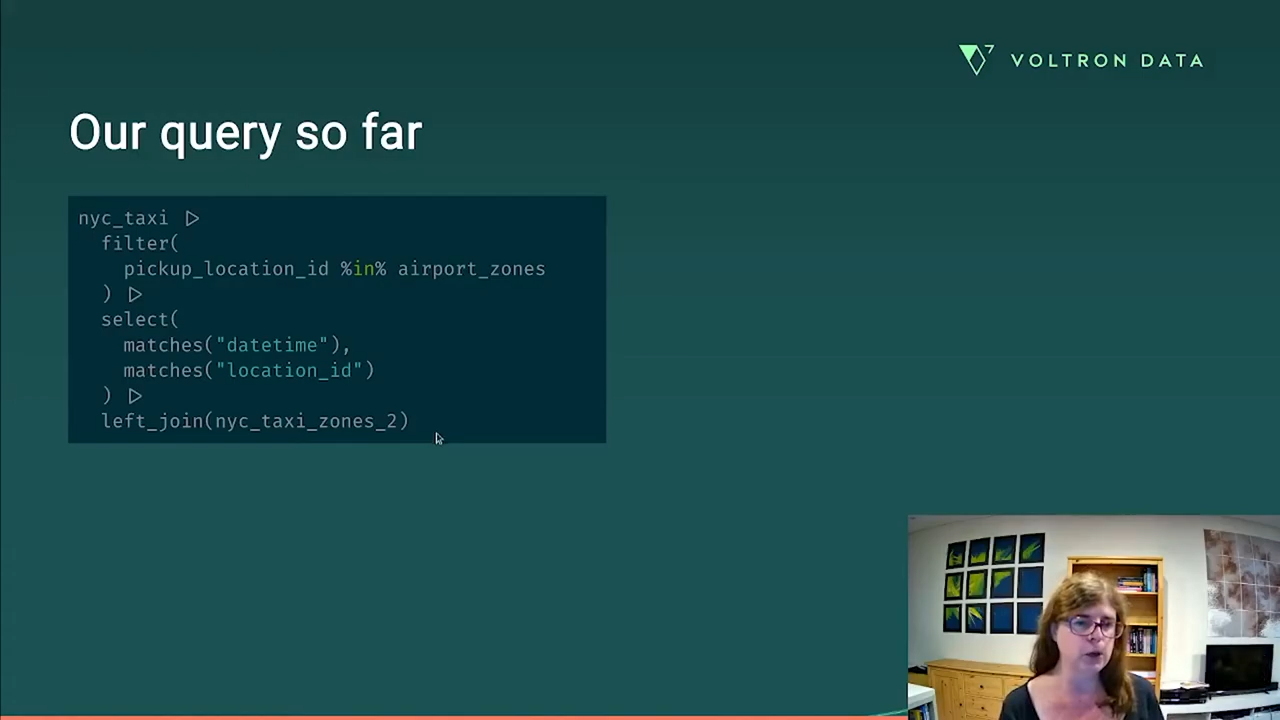 VOLTRON DATA
Our query so far
nyc_taxi |>
filter(
pickup_location_id %in% airport_zones
) |>
select(
matches("datetime"),
matches("location_id")
) |>
left_join(nyc_taxi_zones_2)